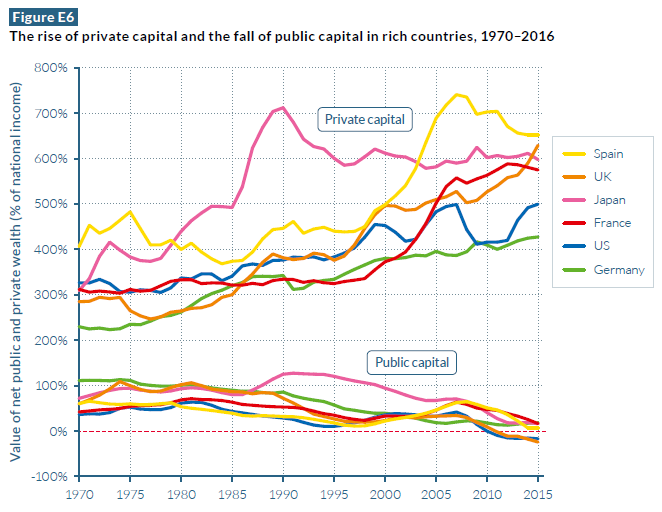 Figure E6
The rise of private capital and the fall of public capital in rich countries, 1970–2016
Value of net public and private wealth (% of national income)
800%
700%
600%
500%
400%
300%
200%
100%
0%
-100%
Private capital
Public capital
1970 1975 1980 1985 1990 1995 2000 2005 2010 2015
Spain
UK
Japan
France
US
Germany